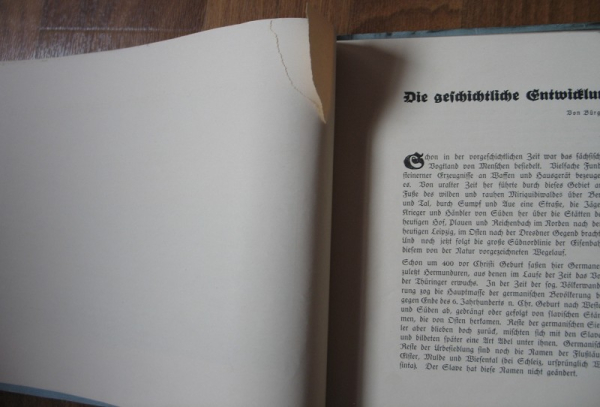 Die geschichtliche Entwicklun
Von Bürg
Schon in der vorgeschichtlichen Zeit war das sächsisch
Vogtland von Menschen besiedelt. Vielfache Fund
steinerner Erzeugnisse an Waffen und Hausgerät bezeuge
es. Von uralter Zeit her führte durch dieses Gebiet a
Fuße des wilden und rauhen Miriquidiwaldes über Ber
und Tal, durch Sumpf und Aue eine Straße, die Jäge
Krieger und Händler von Süden her über die Stätten de
heutigen Hof, Plauen und Reichenbach im Norden nach de
heutigen Leipzig, im Osten nach der Dresdner Gegend bracht
Und noch jetzt folgt die große Südnordlinie der Eisenbah
diesem von der Natur vorgezeichneten Wegelauf.
Schon um 400 vor Christi Geburt saßen hier Germane
zuletzt Hermunduren, aus denen im Laufe der Zeit das Vo
der Thüringer erwuchs. In der Zeit der sog. Völkerwand
rung zog die Hauptmasse der germanischen Bevölkerung b
gegen Ende des 6. Jahrhunderts n. Chr. Geburt nach Weste
und Süden ab, gedrängt oder gefolgt von slavischen Stäm
men, die von Osten herkamen. Reste der germanischen Sie
ler aber blieben doch zurück, mischten sich mit den Slave
und bildeten später eine Art Adel unter ihnen. Germanisch
Reste der Urbesiedlung sind noch die Namen der Flußläu
Elster, Mulde und Wiesental (bei Schleiz, ursprünglich W
sinta). Der Slave hat diese Namen nicht geändert.